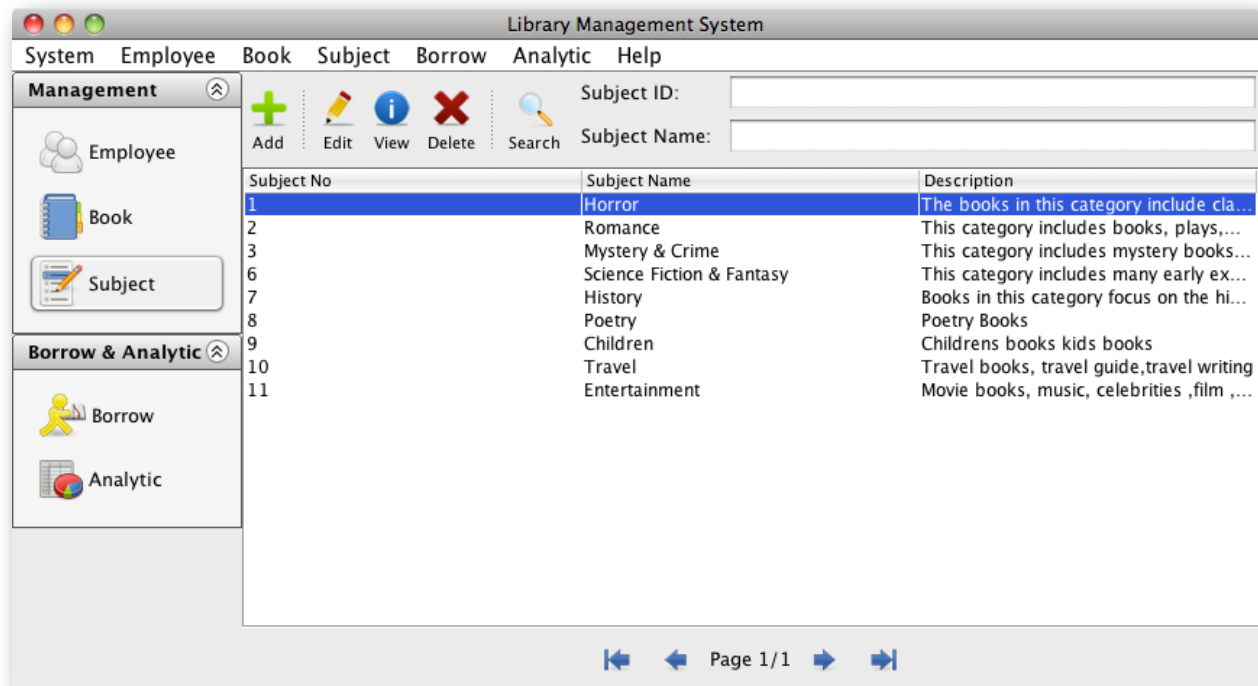 Library Management System
System Employee Book Subject Borrow Analytic Help
Management
Employee
Book
Subject
Borrow & Analytic
Borrow
Analytic
Add Edit View Delete Search
Subject ID:
Subject Name:
Subject No Subject Name Description
1 Horror The books in this category include cla...
2 Romance This category includes books, plays,...
3 Mystery & Crime This category includes mystery books...
6 Science Fiction & Fantasy This category includes many early ex...
7 History Books in this category focus on the hi...
8 Poetry Poetry Books
9 Children Childrens books kids books
10 Travel Travel books, travel guide,travel writing
11 Entertainment Movie books, music, celebrities ,film ,...
Page 1/1